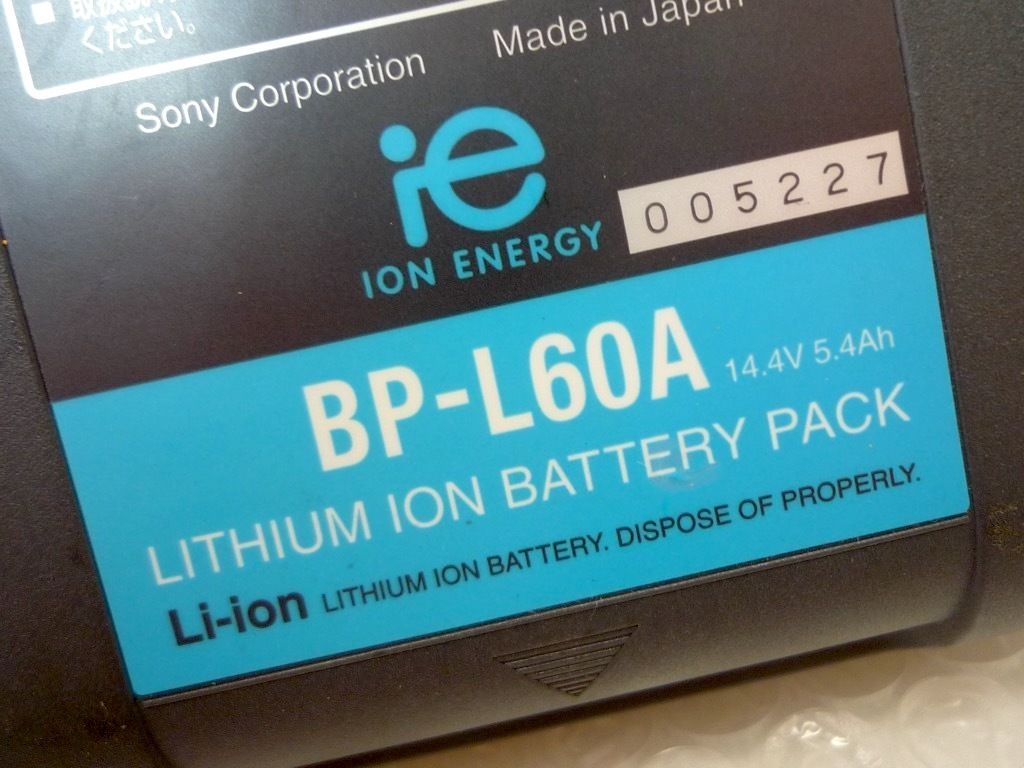 ください。
Sony Corporation Made in Japan
ie
ION ENERGY
005227
BP-L60A 14.4V 5.4Ah
LITHIUM ION BATTERY PACK
Li-ion LITHIUM ION BATTERY. DISPOSE OF PROPERLY.